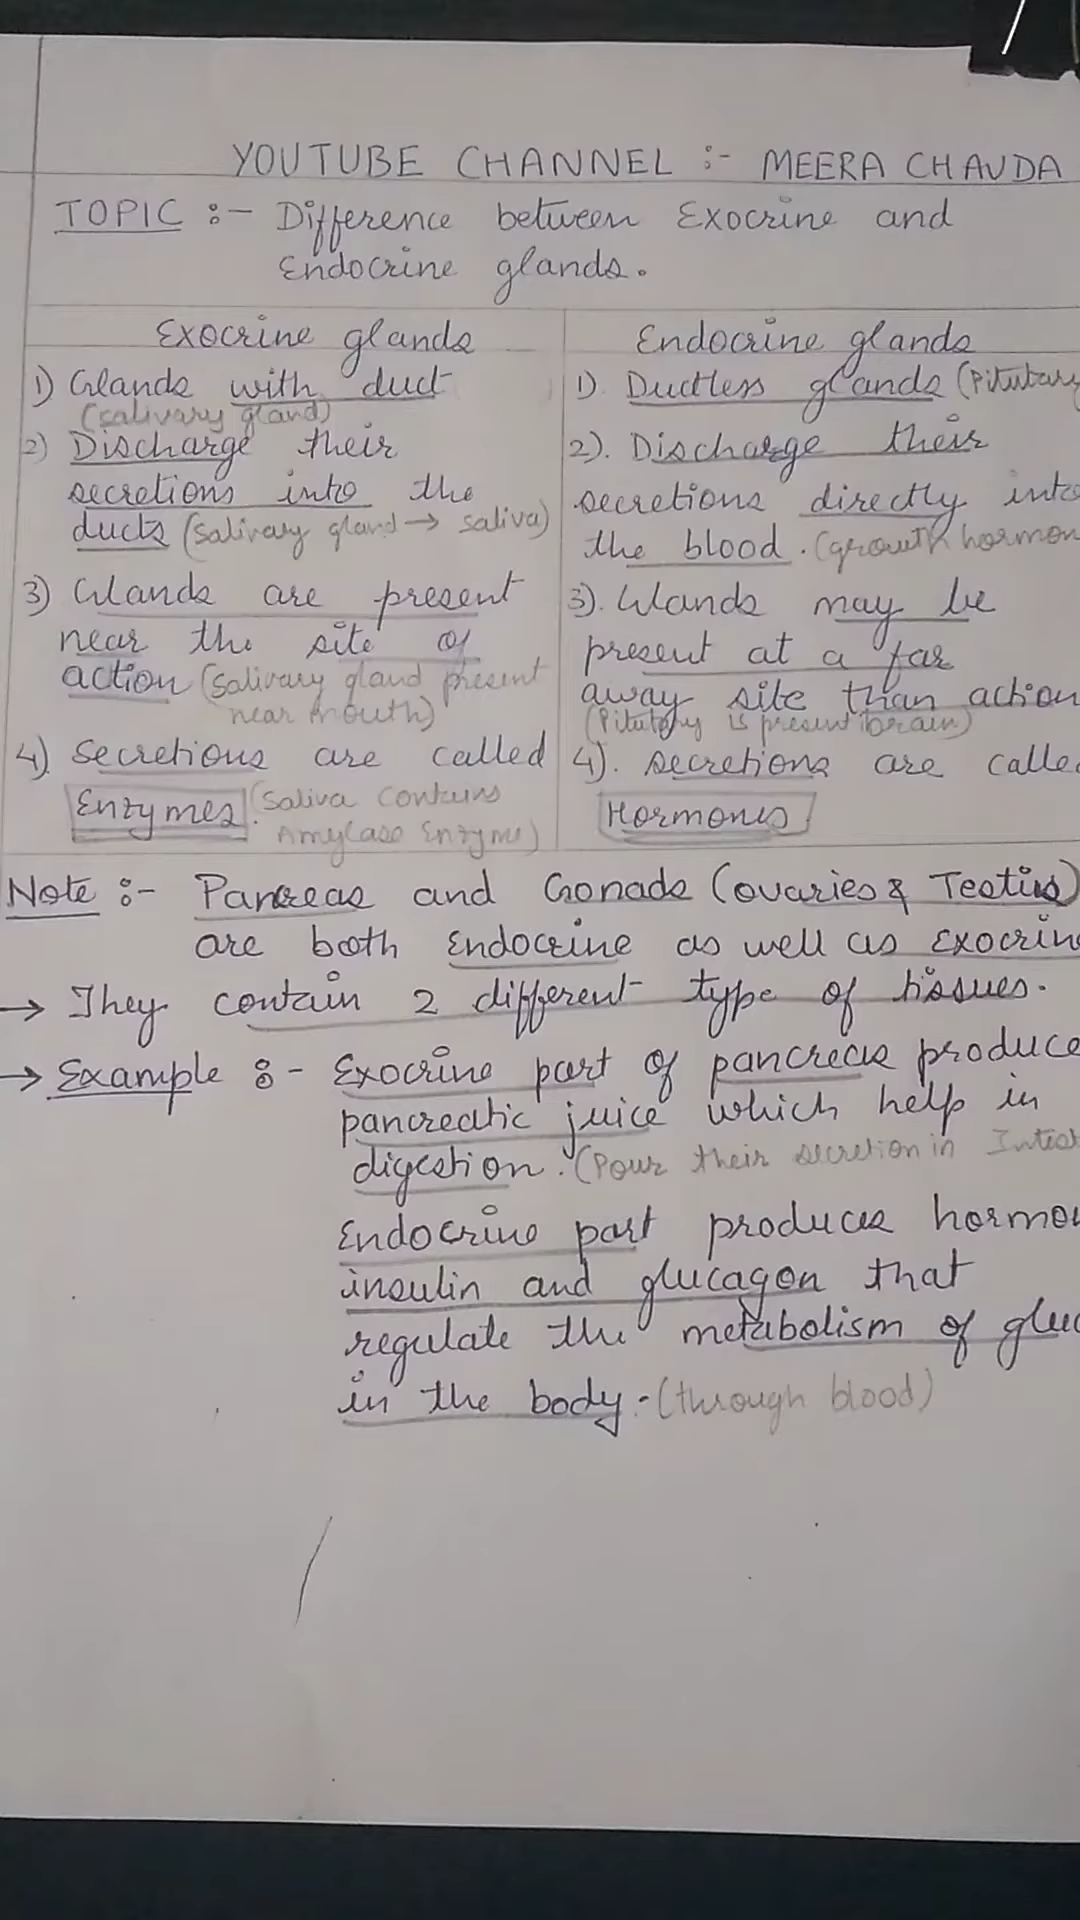 YOUTUBE CHANNEL :- MEERA CHAVDA
TOPIC :- Difference between Exocrine and
Endocrine glands.
Exocrine glands
1) Glands with duct
(Salivary gland)
2) Discharge their
secretions into the
ducts (Salivary gland → saliva)
3) Glands are present
near the site of
action (Salivary gland present
near mouth)
4) Secretions are called
Enzymes. (Saliva contains
Amylase Enzyme)
Endocrine glands
1). Ductless glands (Pitutary
2). Discharge their
secretions directly into
the blood. (growth hormon
3). Glands may be
present at a far
away site than action
(Pitutary is present brain)
4). Secretions are calle
Hormones
Note :- Pancreas and Gonads (ovaries & Testis)
are both Endocrine as well as exocrin
→ They contain 2 different type of tissues.
→ Example :- Exocrine part of pancreas produce
pancreatic juice which help in
digestion. (Pour their secretion in Intest
Endocrine part produces hormo
insulin and glucagon that
regulate the metabolism of gluc
in the body. (through blood)